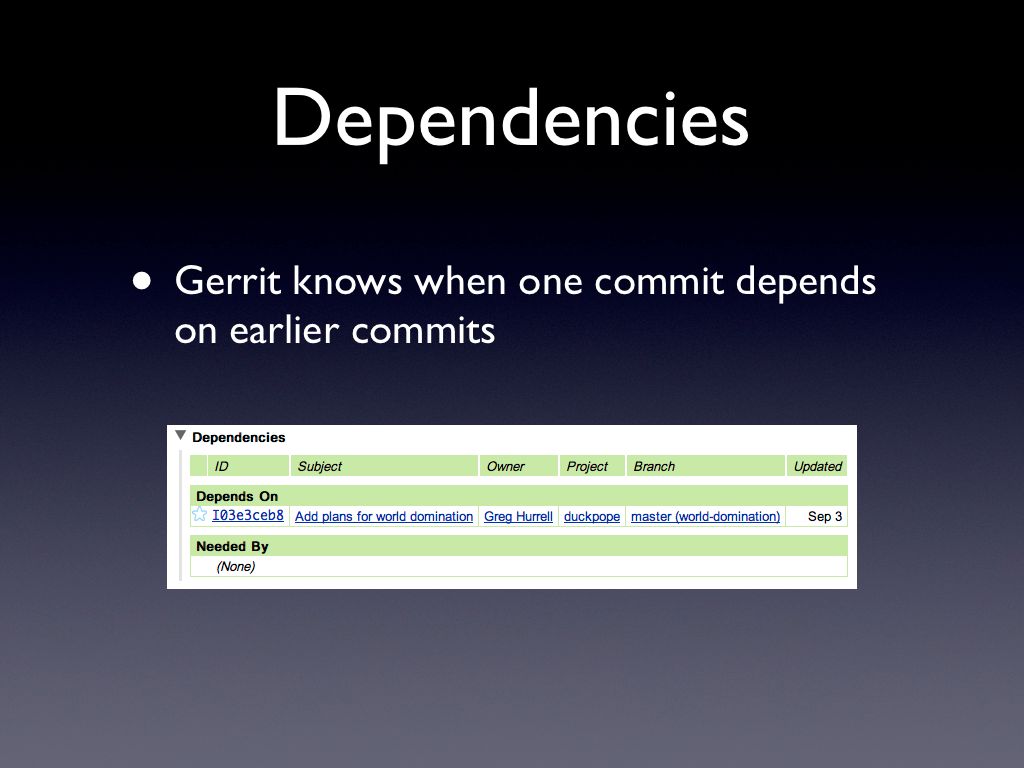 Dependencies
• Gerrit knows when one commit depends
on earlier commits
Dependencies
ID Subject Owner Project Branch Updated
Depends On
I03e3ceb8 Add plans for world domination Greg Hurrell duckpope master (world-domination) Sep 3
Needed By
(None)